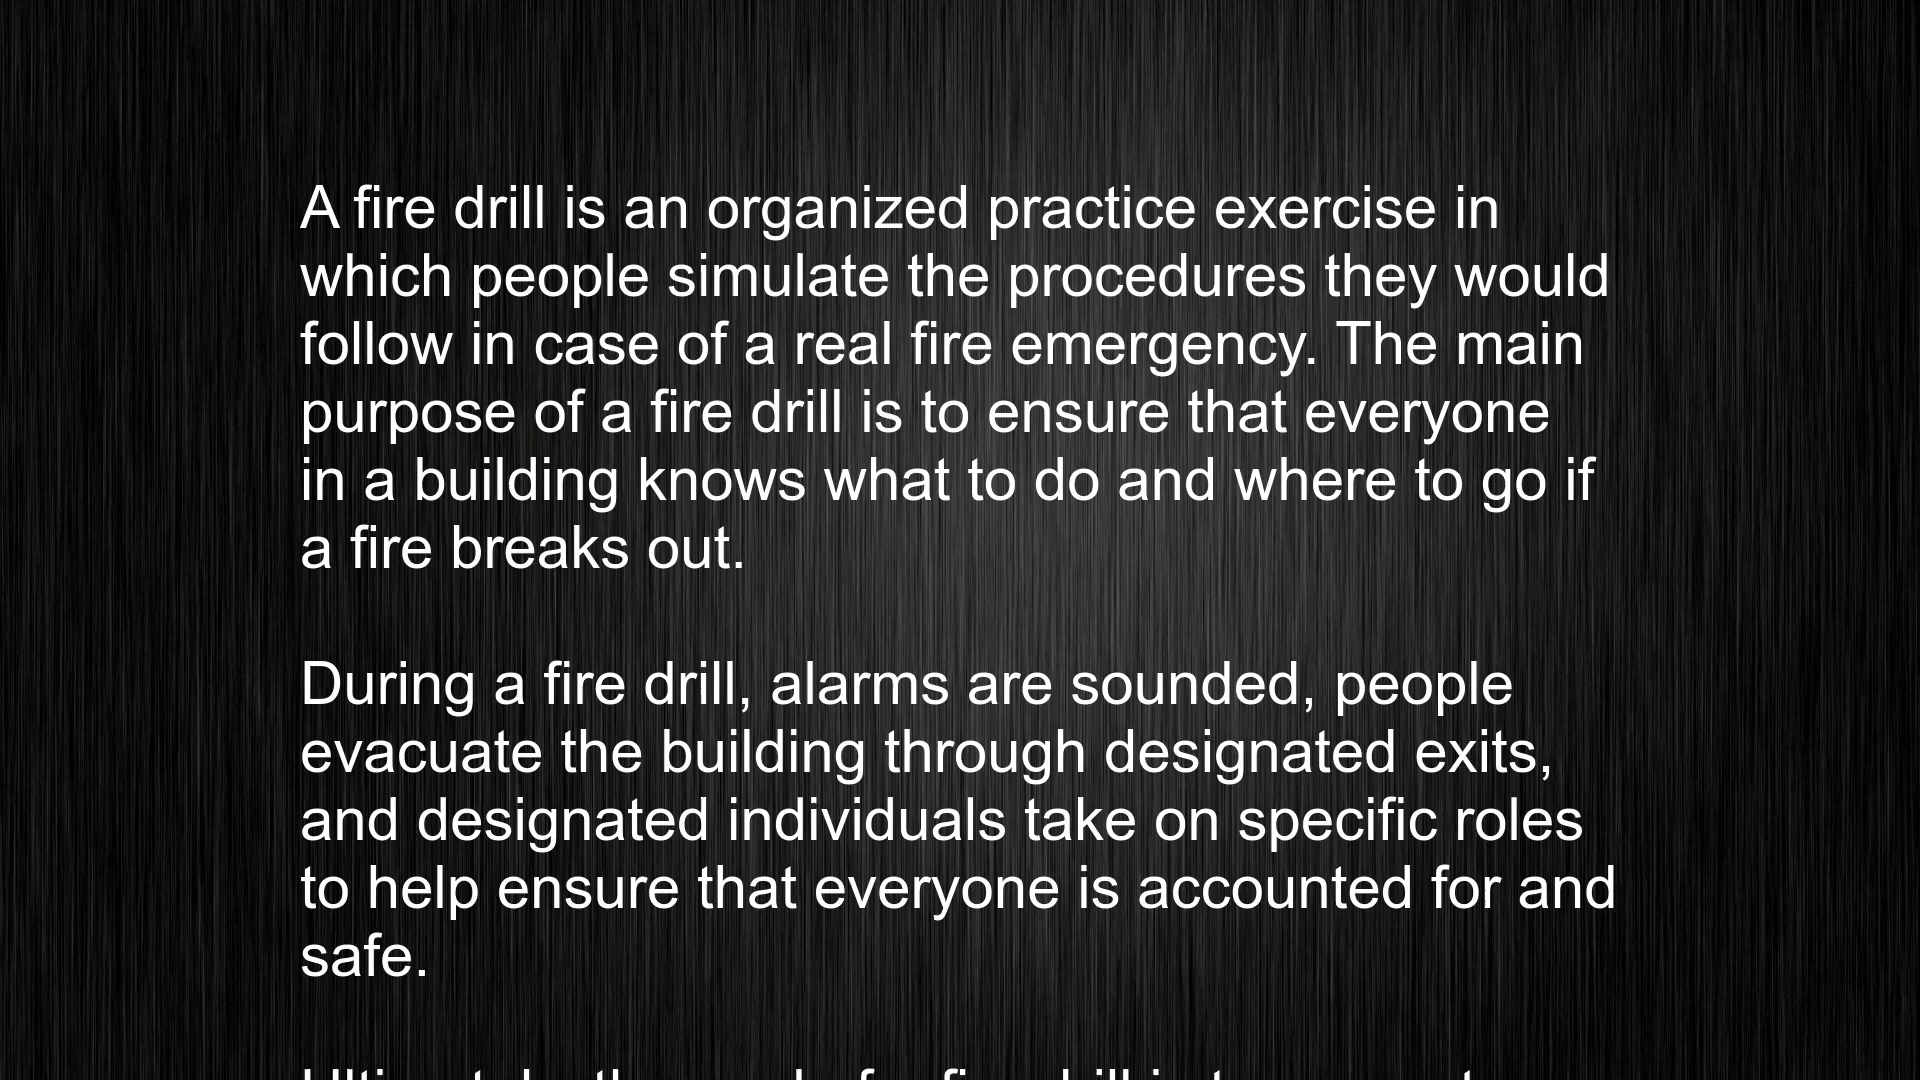 A fire drill is an organized practice exercise in
which people simulate the procedures they would
follow in case of a real fire emergency. The main
purpose of a fire drill is to ensure that everyone
in a building knows what to do and where to go if
a fire breaks out.
During a fire drill, alarms are sounded, people
evacuate the building through designated exits,
and designated individuals take on specific roles
to help ensure that everyone is accounted for and
safe.